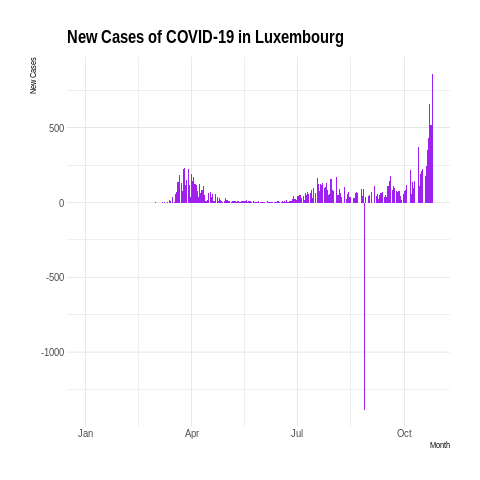 New Cases of COVID-19 in Luxembourg
New Cases
500
0
-500
-1000
Jan
Apr
Jul
Oct
Month